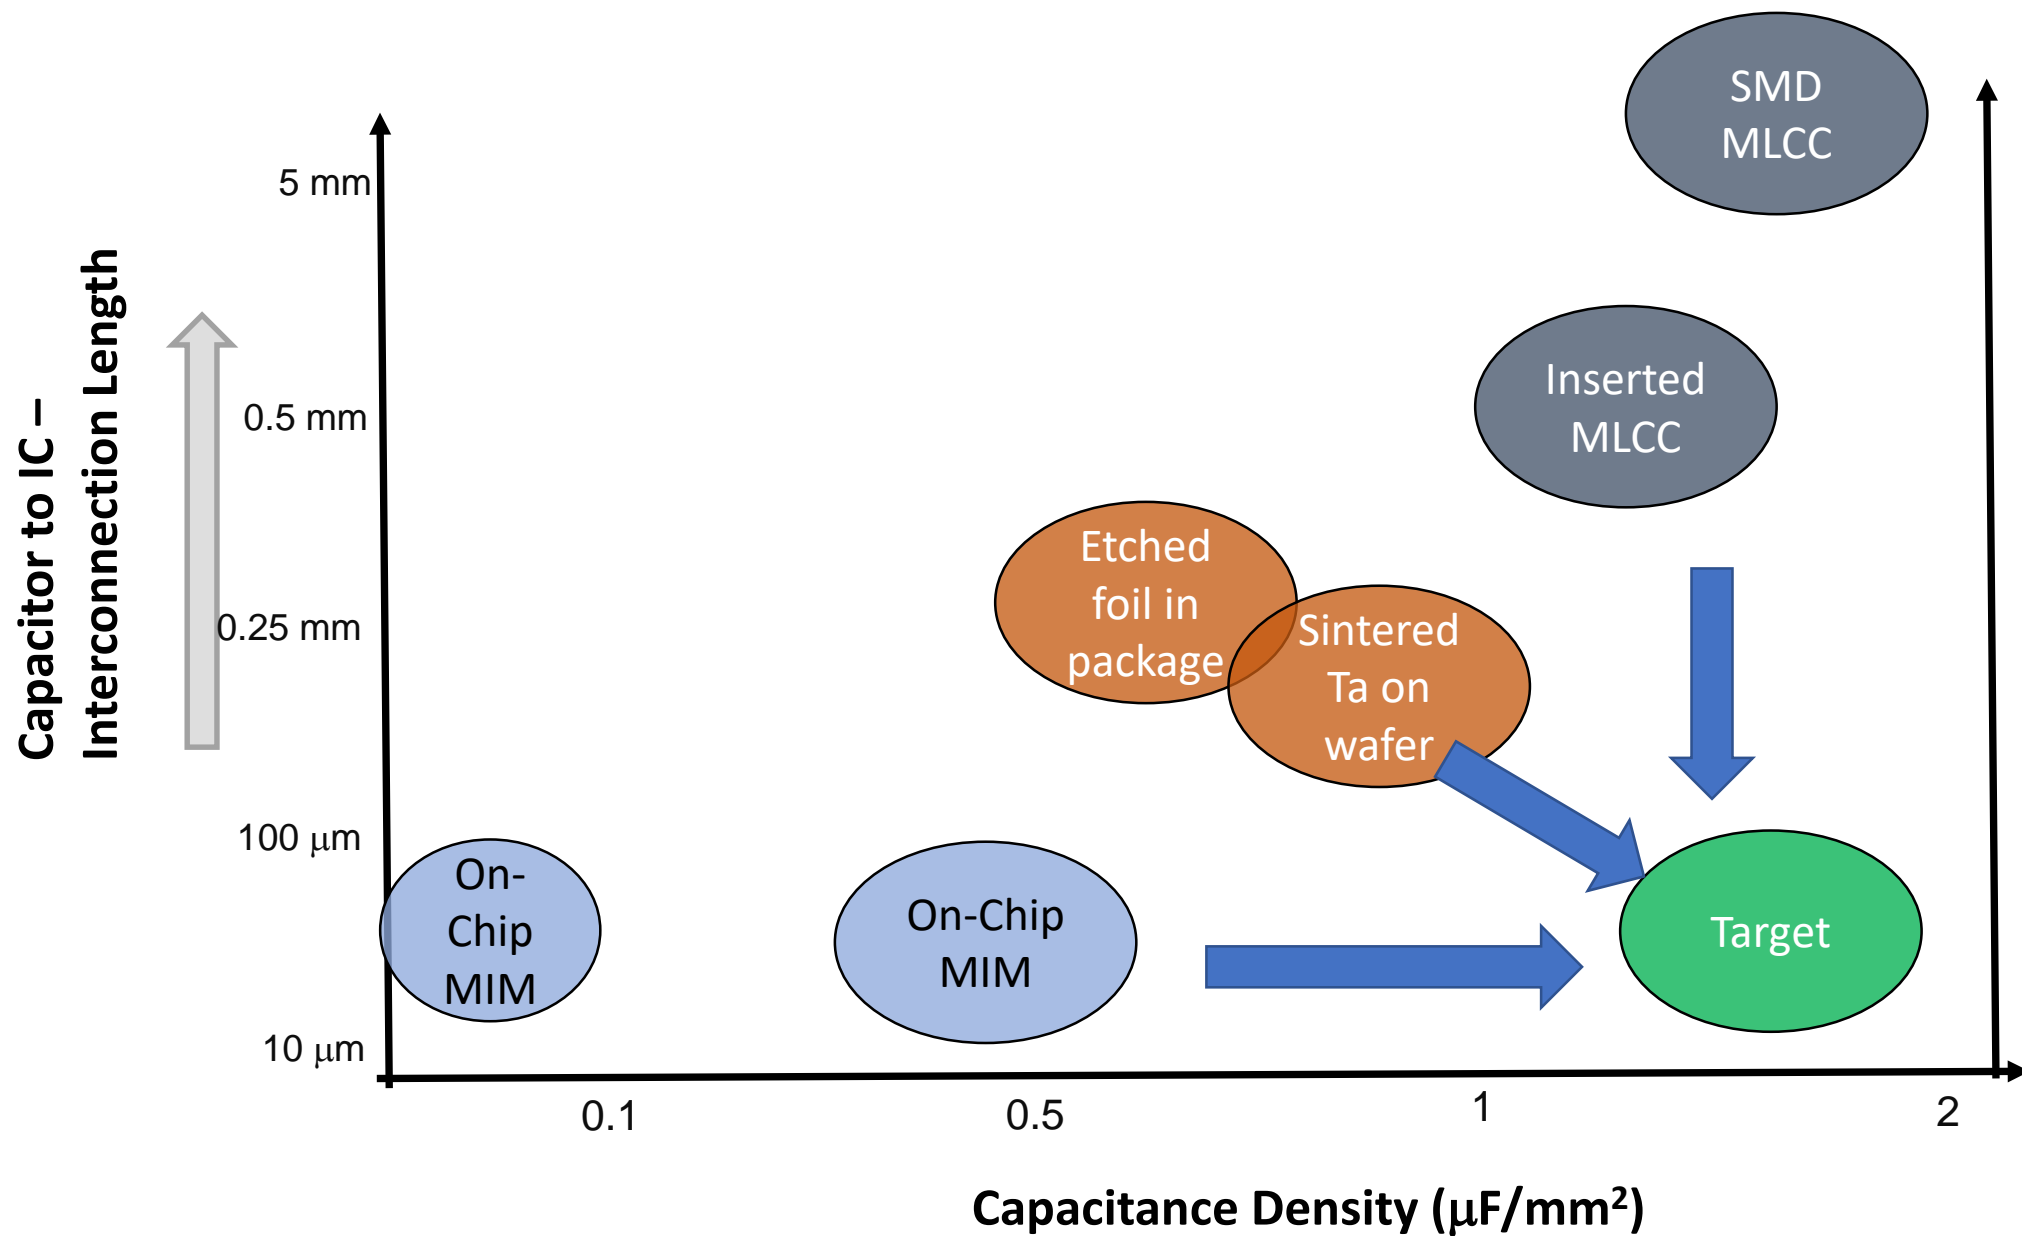 SMD
MLCC
5 mm
Capacitor to IC –
Interconnection Length
0.5 mm
Inserted
MLCC
Etched
foil in
package
0.25 mm
Sintered
Ta on
wafer
100 μm
On-
Chip
MIM
On-Chip
MIM
Target
10 μm
0.1
0.5
1
2
Capacitance Density (μF/mm²)